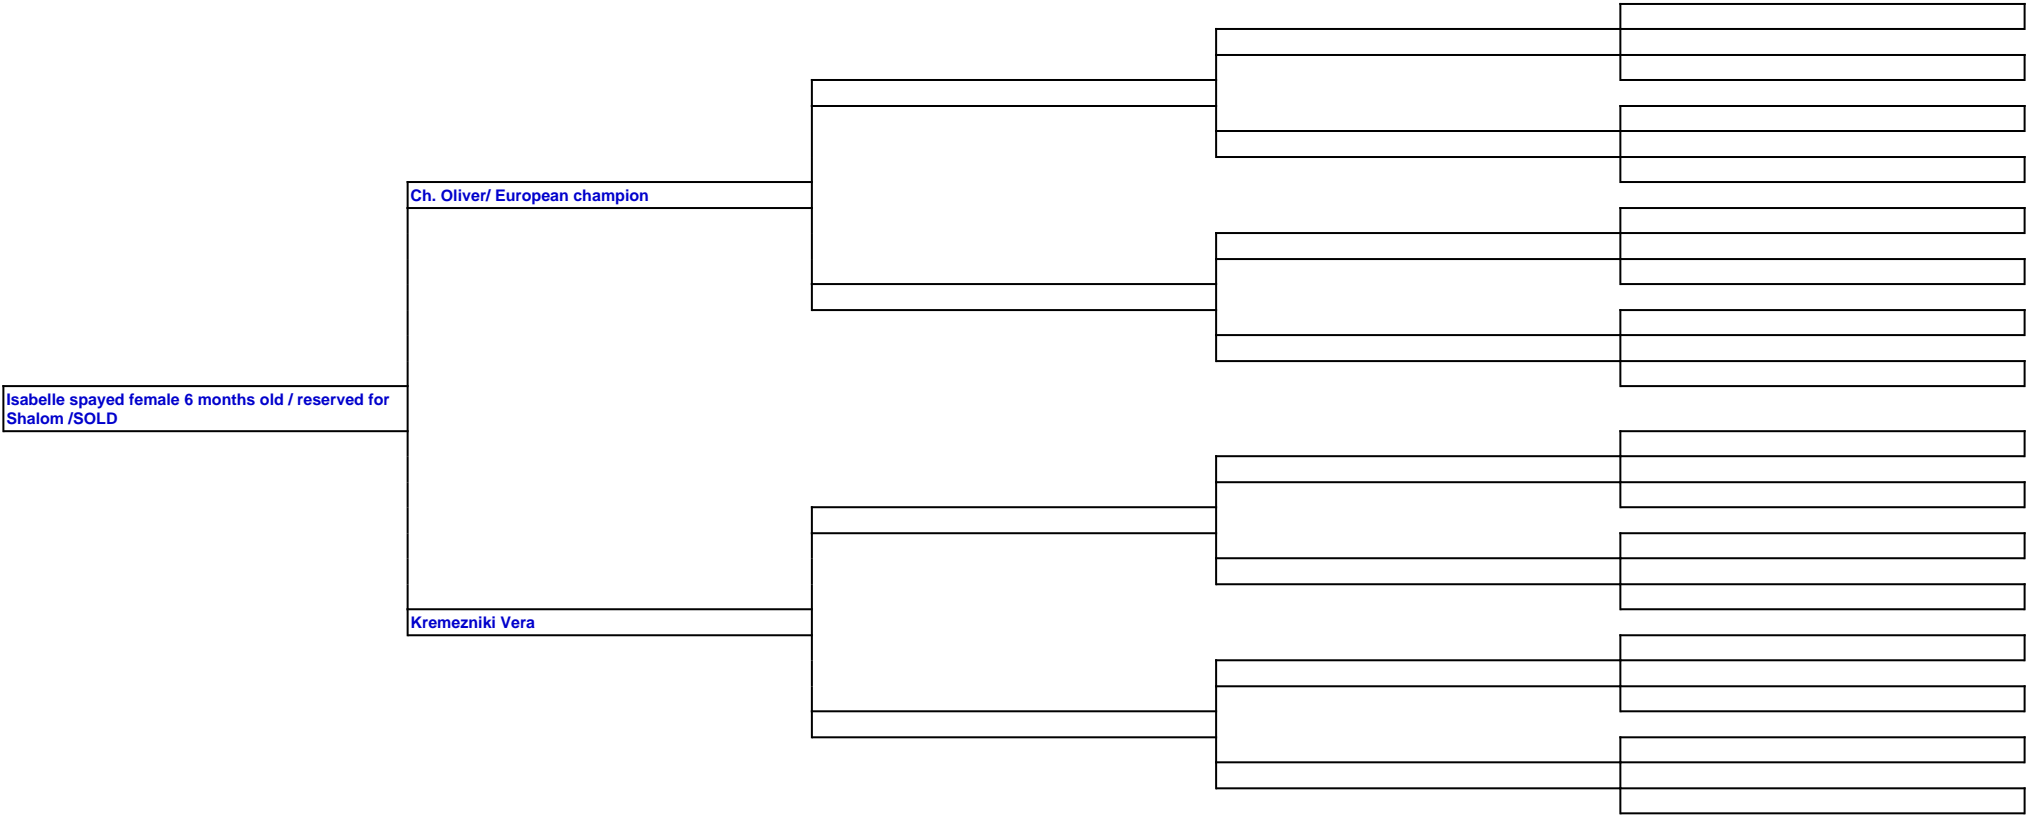 Ch. Oliver/ European champion
Isabelle spayed female 6 months old / reserved for
Shalom /SOLD
Kremezniki Vera